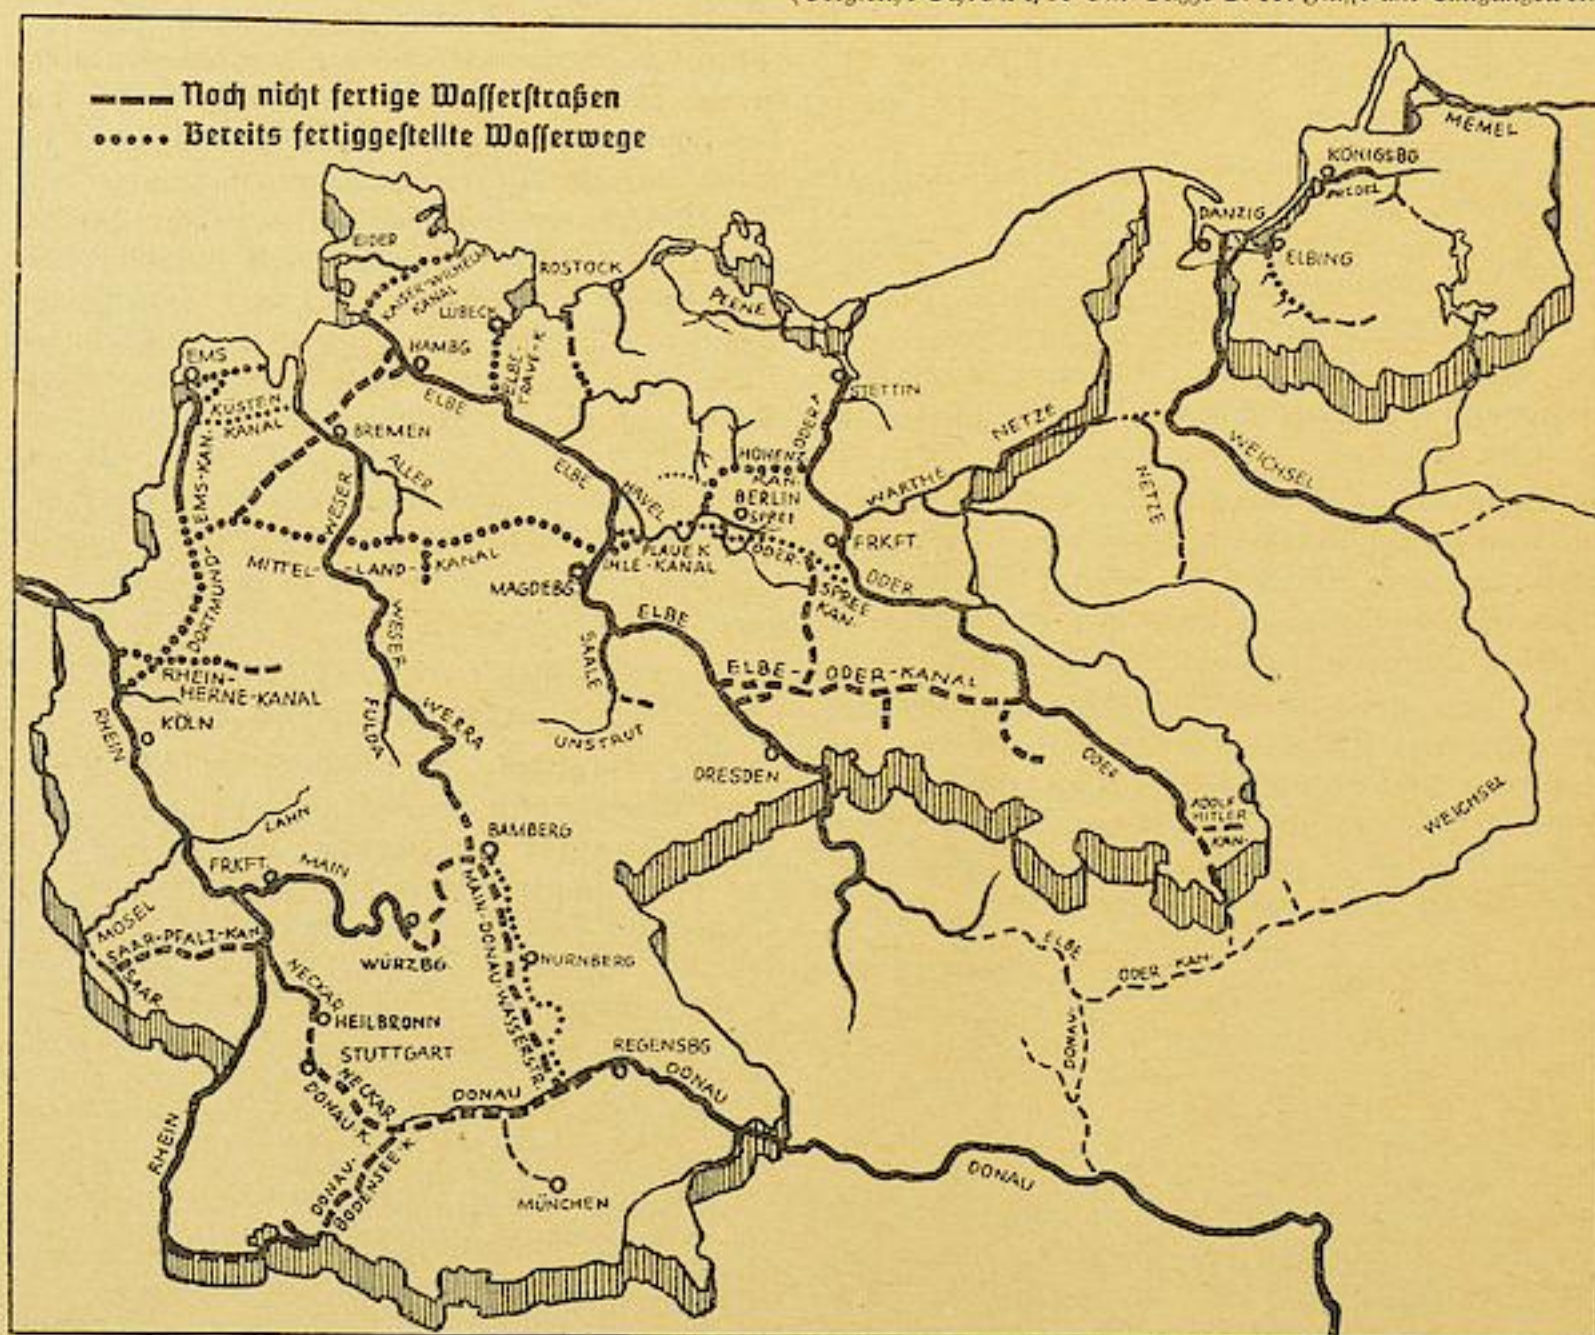 Noch nicht fertige Wasserstraßen
Bereits fertiggestellte Wasserwege
MEMEL
KÖNIGSBG
PREGEL
DANZIG
ELBING
EIDER
KAISER-WILHELM
KANAL
LÜBECK
ROSTOCK
PEENE
EMS
HAMBG
ELBE-
TRAVE-K
STETTIN
KÜSTEN
KANAL
ELBE
BREMEN
ODER
NETZE
WEICHSEL
ALLER
EMS-KAN-
ELBE
HAVEL
HOHENZ
KAN-
BERLIN
SPREE
WARTHE
NETZE
WESER
FRKFT
MITTEL-
-LAND-
KANAL
PLAUE K
IHLE-KANAL
ODER-
SPREE
KAN-
ODER
MAGDEBG
DORTMUND-
WESER
ELBE
SAALE
RHEIN-
HERNE-KANAL
ELBE-
ODER-KANAL
KÖLN
RHEIN
FULDA
WERRA
UNSTRUT
DRESDEN
ODER
ADOLF
HITLER
KAN-
WEICHSEL
LAHN
BAMBERG
FRKFT
MAIN
MOSEL
SAAR-PFALZ-KAN
SAAR
WÜRZBG
MAIN-DONAU-WASSERSTR.
NÜRNBERG
ELBE
ODER KAN-
NECKAR
HEILBRONN
STUTTGART
REGENSBG
DONAU-
NECKAR
DONAU K
DONAU
DONAU
RHEIN
DONAU-
BODENSEE-K
MÜNCHEN
DONAU